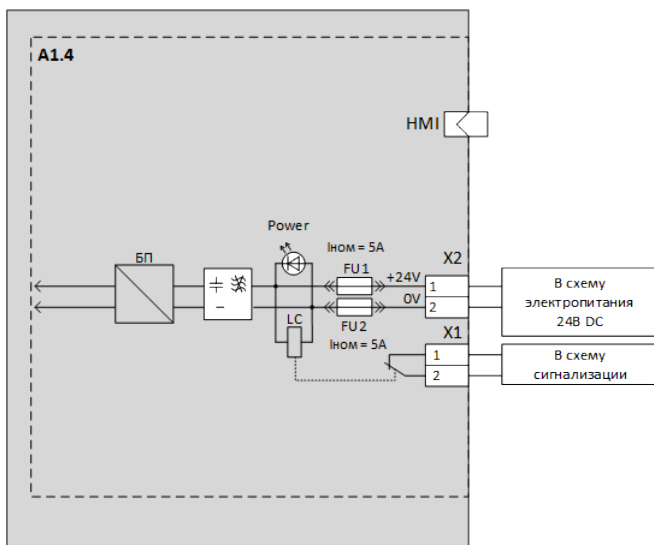 A1.4
HMI
Power
Iном = 5A
БП
FU1
+24V
X2
1
В схему
электропитания
24В DC
0V
2
LC
FU2
X1
Iном = 5A
1
В схему
сигнализации
2